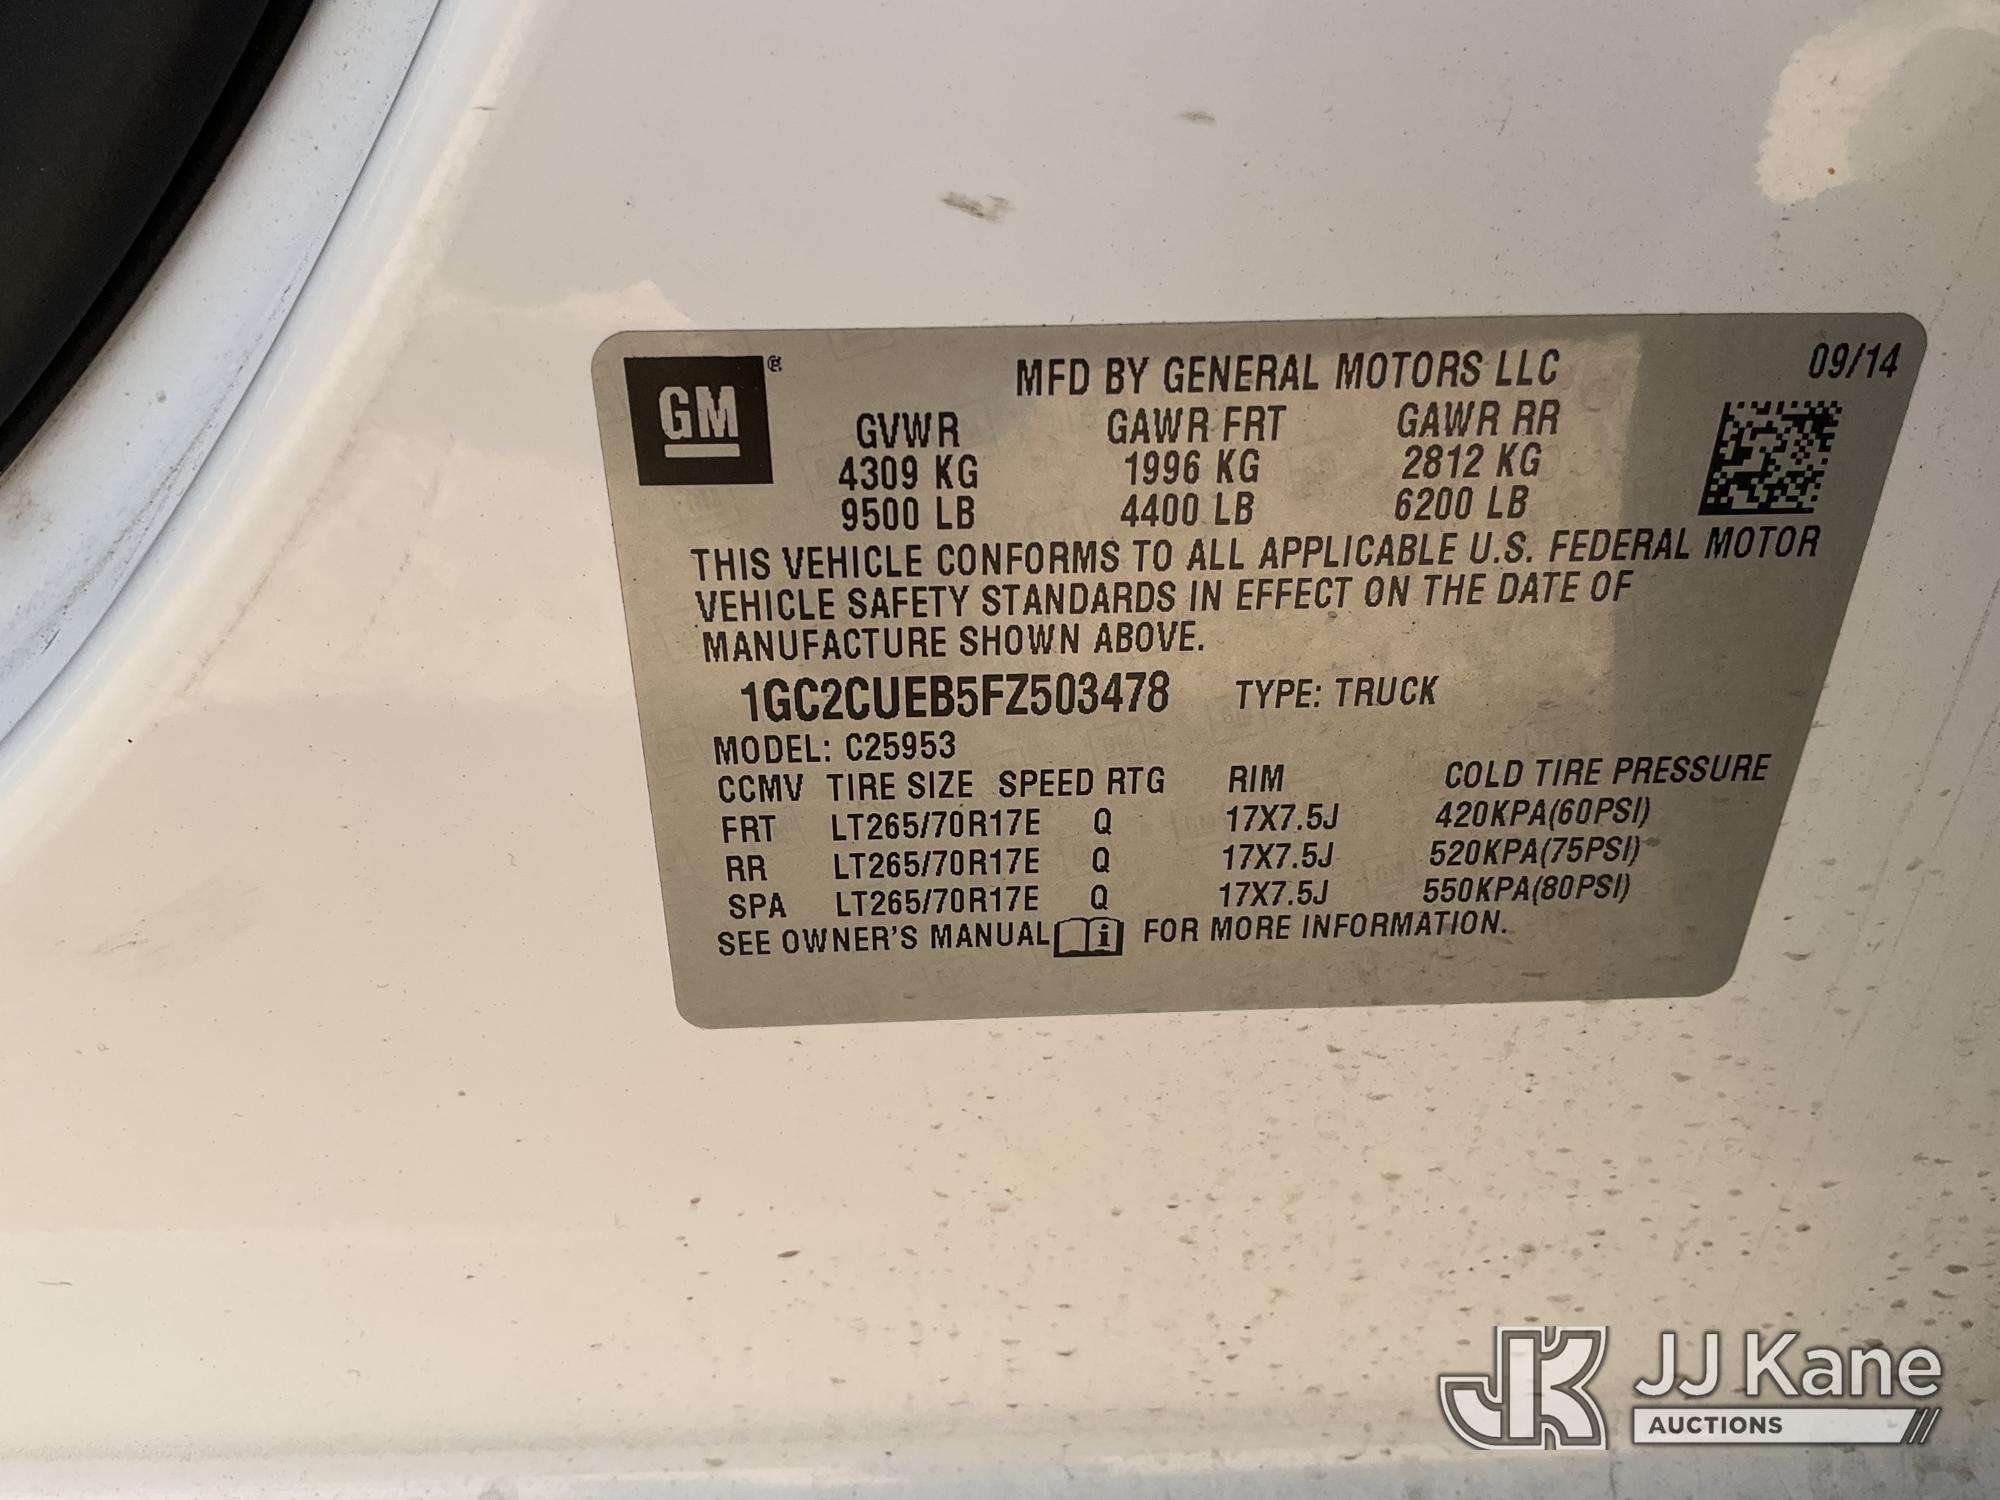 GM ®
MFD BY GENERAL MOTORS LLC 09/14
GVWR GAWR FRT GAWR RR
4309 KG 1996 KG 2812 KG
9500 LB 4400 LB 6200 LB
THIS VEHICLE CONFORMS TO ALL APPLICABLE U.S. FEDERAL MOTOR
VEHICLE SAFETY STANDARDS IN EFFECT ON THE DATE OF
MANUFACTURE SHOWN ABOVE.
1GC2CUEB5FZ503478 TYPE: TRUCK
MODEL: C25953
CCMV TIRE SIZE SPEED RTG RIM COLD TIRE PRESSURE
FRT LT265/70R17E Q 17X7.5J 420KPA(60PSI)
RR LT265/70R17E Q 17X7.5J 520KPA(75PSI)
SPA LT265/70R17E Q 17X7.5J 550KPA(80PSI)
SEE OWNER'S MANUAL i FOR MORE INFORMATION.
JK JJ Kane
AUCTIONS